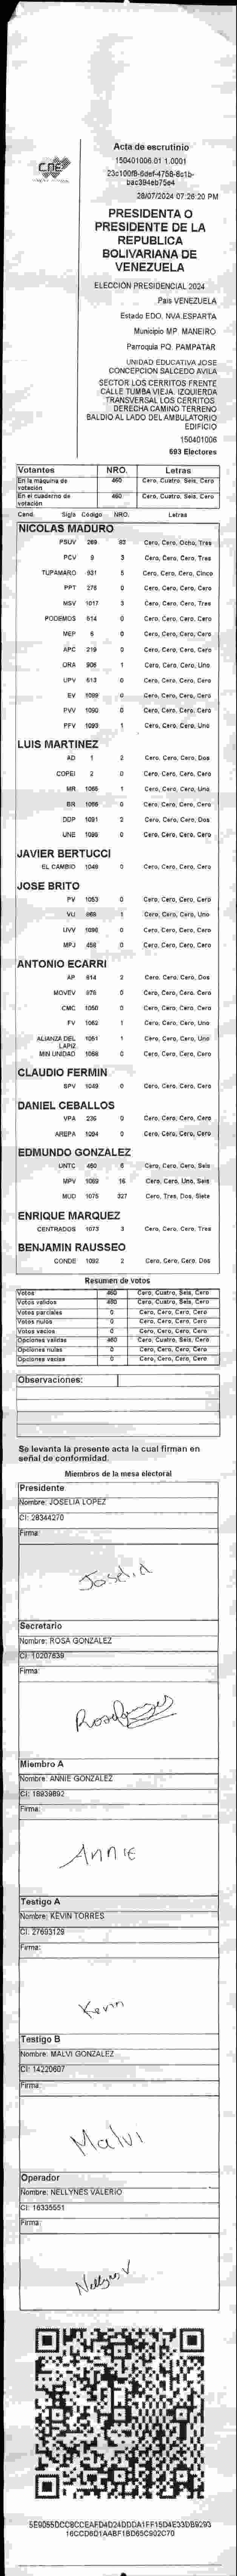 CNE
Acta de escrutinio
150401006.01.1.0001
23c100f8-6def-4758-8c1b-
bac394eb75e4
28/07/2024 07:26:20 PM
PRESIDENTA O
PRESIDENTE DE LA
REPUBLICA
BOLIVARIANA DE
VENEZUELA
ELECCIÓN PRESIDENCIAL 2024
Pais VENEZUELA
Estado EDO. NVA.ESPARTA
Municipio MP. MANEIRO
Parroquia PQ. PAMPATAR
UNIDAD EDUCATIVA JOSE
CONCEPCION SALCEDO AVILA
SECTOR LOS CERRITOS FRENTE
CALLE TUMBA VIEJA. IZQUIERDA
TRANSVERSAL LOS CERRITOS.
DERECHA CAMINO TERRENO
BALDIO AL LADO DEL AMBULATORIO
EDIFICIO
150401006
693 Electores
Votantes NRO. Letras
En la máquina de votación 460 Cero, Cuatro, Seis, Cero
En el cuaderno de votación 460 Cero, Cuatro, Seis, Cero
Cand. Sigla Código NRO. Letras
NICOLAS MADURO
PSUV 269 83 Cero, Cero, Ocho, Tres
PCV 9 3 Cero, Cero, Cero, Tres
TUPAMARO 931 5 Cero, Cero, Cero, Cinco
PPT 276 0 Cero, Cero, Cero, Cero
MSV 1017 3 Cero, Cero, Cero, Tres
PODEMOS 514 0 Cero, Cero, Cero, Cero
MEP 6 0 Cero, Cero, Cero, Cero
APC 219 0 Cero, Cero, Cero, Cero
ORA 906 1 Cero, Cero, Cero, Uno
UPV 613 0 Cero, Cero, Cero, Cero
EV 1089 0 Cero, Cero, Cero, Cero
PVV 1090 0 Cero, Cero, Cero, Cero
PFV 1093 1 Cero, Cero, Cero, Uno
LUIS MARTINEZ
AD 1 2 Cero, Cero, Cero, Dos
COPEI 2 0 Cero, Cero, Cero, Cero
MR 1065 1 Cero, Cero, Cero, Uno
BR 1066 0 Cero, Cero, Cero, Cero
DDP 1091 2 Cero, Cero, Cero, Dos
UNE 1096 0 Cero, Cero, Cero, Cero
JAVIER BERTUCCI
EL CAMBIO 1049 0 Cero, Cero, Cero, Cero
JOSE BRITO
PV 1053 0 Cero, Cero, Cero, Cero
VU 868 1 Cero, Cero, Cero, Uno
UVV 1098 0 Cero, Cero, Cero, Cero
MPJ 458 0 Cero, Cero, Cero, Cero
ANTONIO ECARRI
AP 914 2 Cero, Cero, Cero, Dos
MOVEV 978 0 Cero, Cero, Cero, Cero
CMC 1050 0 Cero, Cero, Cero, Cero
FV 1062 1 Cero, Cero, Cero, Uno
ALIANZA DEL LAPIZ 1051 1 Cero, Cero, Cero, Uno
MIN UNIDAD 1068 0 Cero, Cero, Cero, Cero
CLAUDIO FERMIN
SPV 1049 0 Cero, Cero, Cero, Cero
DANIEL CEBALLOS
VPA 236 0 Cero, Cero, Cero, Cero
AREPA 1084 0 Cero, Cero, Cero, Cero
EDMUNDO GONZALEZ
UNTC 460 6 Cero, Cero, Cero, Seis
MPV 1069 16 Cero, Cero, Uno, Seis
MUD 1075 327 Cero, Tres, Dos, Siete
ENRIQUE MARQUEZ
CENTRADOS 1073 3 Cero, Cero, Cero, Tres
BENJAMIN RAUSSEO
CONDE 1092 2 Cero, Cero, Cero, Dos
Resumen de votos
Votos 460 Cero, Cuatro, Seis, Cero
Votos validos 460 Cero, Cuatro, Seis, Cero
Votos parciales 0 Cero, Cero, Cero, Cero
Votos nulos 0 Cero, Cero, Cero, Cero
Votos vacios 0 Cero, Cero, Cero, Cero
Opciones validas 460 Cero, Cuatro, Seis, Cero
Opciones nulas 0 Cero, Cero, Cero, Cero
Opciones vacias 0 Cero, Cero, Cero, Cero
Observaciones:
Se levanta la presente acta la cual firman en
señal de conformidad.
Miembros de la mesa electoral
Presidente
Nombre: JOSELIA LOPEZ
CI: 28344270
Firma:
Joselia
Secretario
Nombre: ROSA GONZALEZ
CI: 10207639
Firma:
Rosa
Miembro A
Nombre: ANNIE GONZALEZ
CI: 18939892
Firma:
ANNIE
Testigo A
Nombre: KEVIN TORRES
CI: 27693129
Firma:
Kevin
Testigo B
Nombre: MALVI GONZALEZ
CI: 14220607
Firma:
Malvi
Operador
Nombre: NELLYNES VALERIO
CI: 16335551
Firma:
Nellynes V
5E9D55DCC8CCEAFD4D24DDDA1FF15D4E33DB9293
16CCD6D1AABF1BD65C902C70